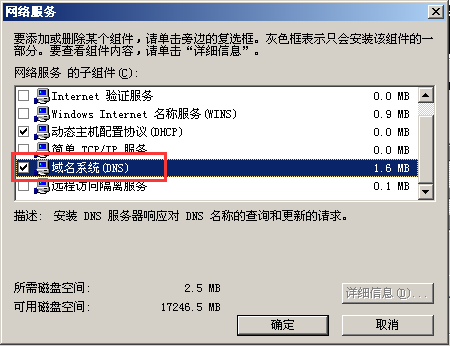 网络服务
要添加或删除某个组件，请单击旁边的复选框。灰色框表示只会安装该组件的一
部分。要查看组件内容，请单击“详细信息”。
网络服务 的子组件(C):
Internet 验证服务 0.0 MB
Windows Internet 名称服务(WINS) 0.9 MB
动态主机配置协议(DHCP) 0.0 MB
简单 TCP/IP 服务 0.0 MB
域名系统(DNS) 1.6 MB
远程访问隔离服务 0.1 MB
描述: 安装 DNS 服务器响应对 DNS 名称的查询和更新的请求。
所需磁盘空间: 2.5 MB
可用磁盘空间: 17246.5 MB
详细信息(D)...
确定 取消